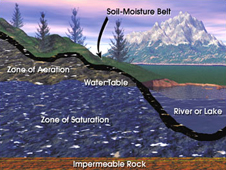 Soil-Moisture Belt
Zone of Aeration
Water Table
River or Lake
Zone of Saturation
Impermeable Rock